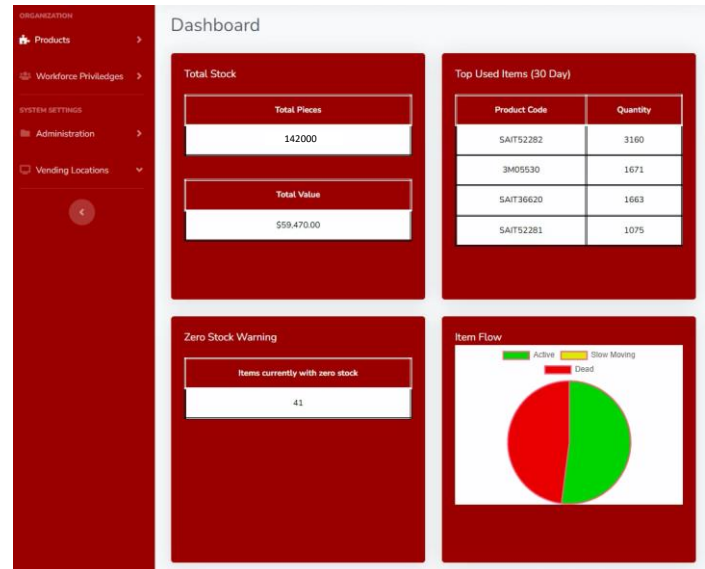 ORGANIZATION
Products
Workforce Priviledges
SYSTEM SETTINGS
Administration
Vending Locations
Dashboard
Total Stock
Total Pieces
142000
Total Value
$59,470.00
Top Used Items (30 Day)
Product Code Quantity
SAIT52282 3160
3M05530 1671
SAIT36620 1663
SAIT52281 1075
Zero Stock Warning
Items currently with zero stock
41
Item Flow
Active Slow Moving
Dead